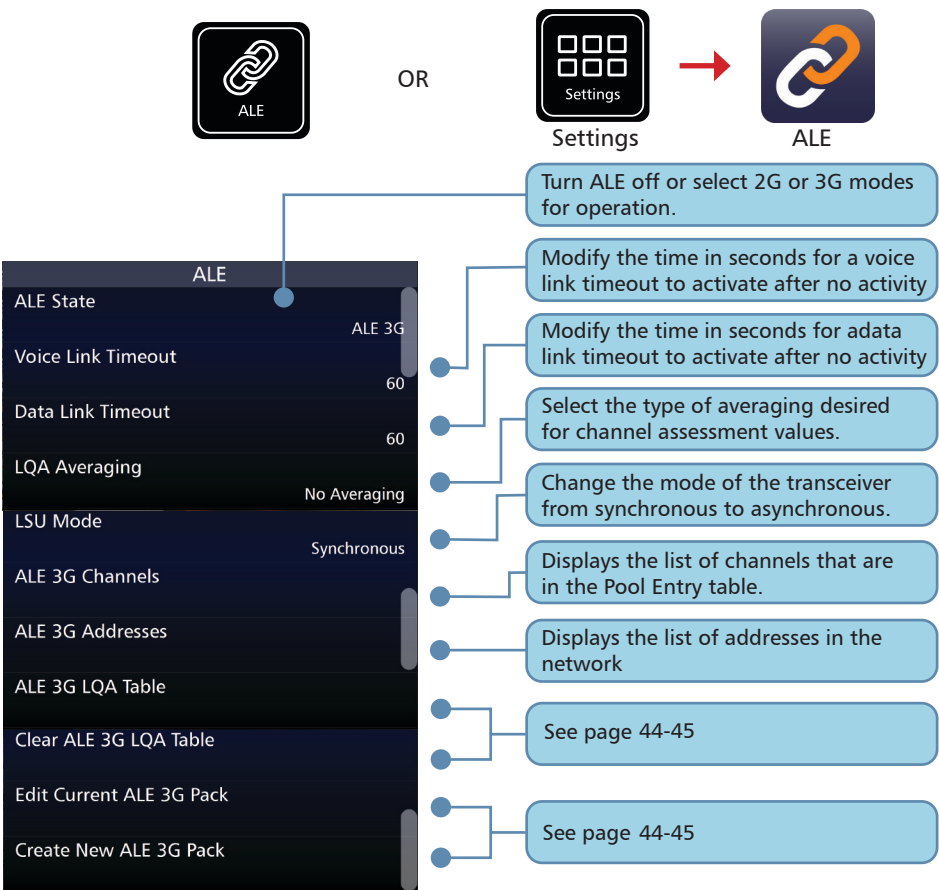 ALE
OR
Settings
Settings
ALE
Turn ALE off or select 2G or 3G modes
for operation.
Modify the time in seconds for a voice
link timeout to activate after no activity
Modify the time in seconds for adata
link timeout to activate after no activity
Select the type of averaging desired
for channel assessment values.
Change the mode of the transceiver
from synchronous to asynchronous.
Displays the list of channels that are
in the Pool Entry table.
Displays the list of addresses in the
network
See page 44-45
See page 44-45
ALE
ALE State
ALE 3G
Voice Link Timeout
60
Data Link Timeout
60
LQA Averaging
No Averaging
LSU Mode
Synchronous
ALE 3G Channels
ALE 3G Addresses
ALE 3G LQA Table
Clear ALE 3G LQA Table
Edit Current ALE 3G Pack
Create New ALE 3G Pack